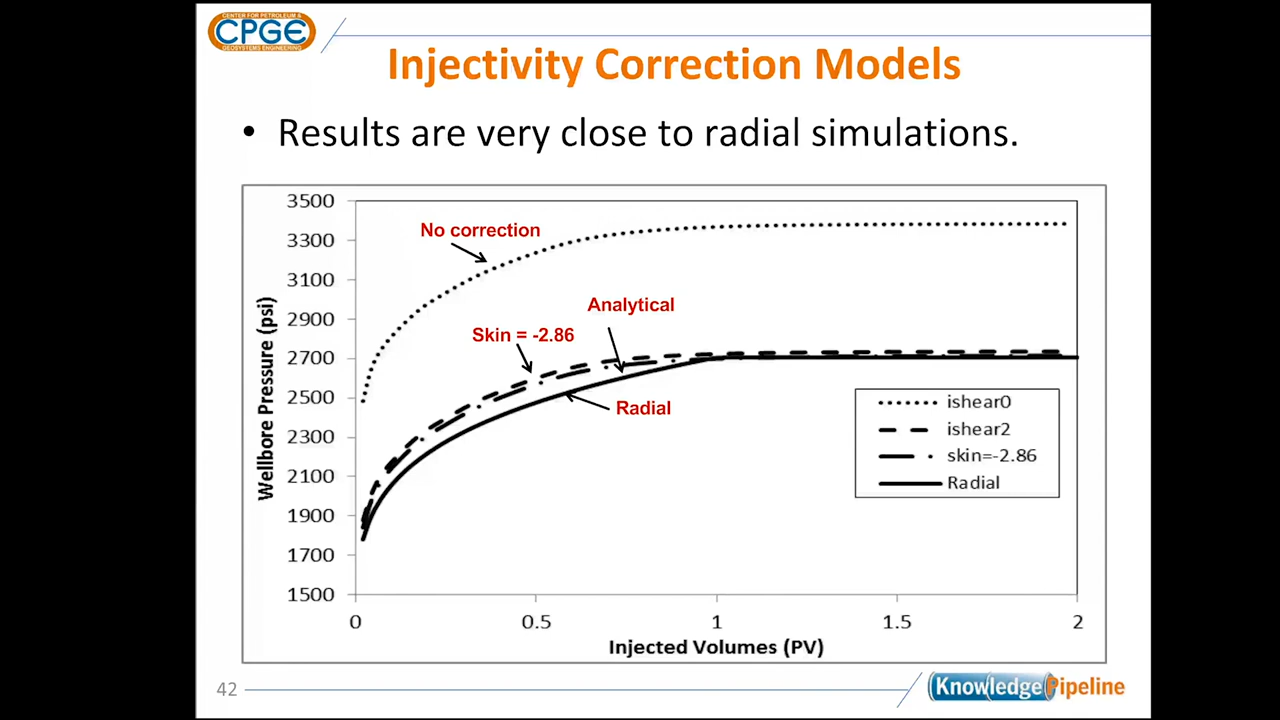 CENTER FOR PETROLEUM &
CPGE
GEOSYSTEMS ENGINEERING
Injectivity Correction Models
• Results are very close to radial simulations.
3500
3300
3100
2900
2700
2500
2300
2100
1900
1700
1500
Wellbore Pressure (psi)
No correction
Analytical
Skin = -2.86
Radial
ishear0
ishear2
skin=-2.86
Radial
0 0.5 1 1.5 2
Injected Volumes (PV)
42
Knowledge Pipeline